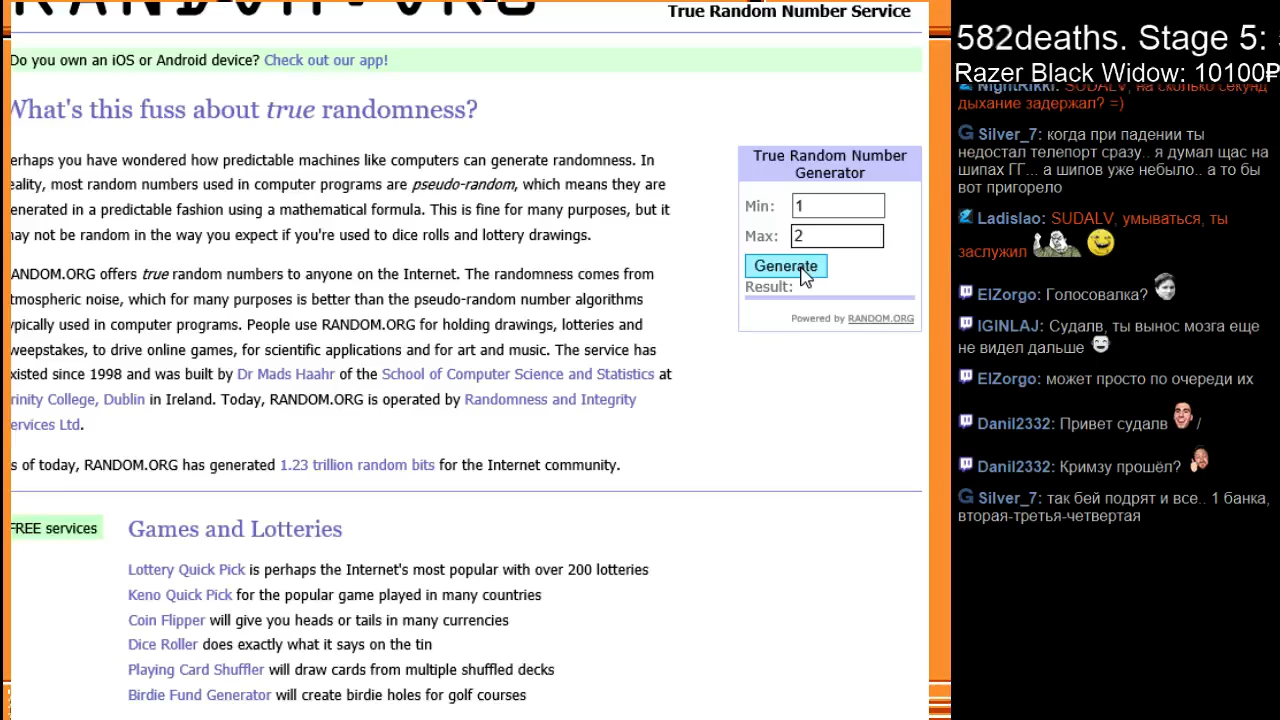 RANDOM.ORG
True Random Number Service
Do you own an iOS or Android device? Check out our app!
What's this fuss about true randomness?
erhaps you have wondered how predictable machines like computers can generate randomness. In
eality, most random numbers used in computer programs are pseudo-random, which means they are
enerated in a predictable fashion using a mathematical formula. This is fine for many purposes, but it
may not be random in the way you expect if you're used to dice rolls and lottery drawings.
ANDOM.ORG offers true random numbers to anyone on the Internet. The randomness comes from
tmospheric noise, which for many purposes is better than the pseudo-random number algorithms
ypically used in computer programs. People use RANDOM.ORG for holding drawings, lotteries and
weepstakes, to drive online games, for scientific applications and for art and music. The service has
xisted since 1998 and was built by Dr Mads Haahr of the School of Computer Science and Statistics at
rinity College, Dublin in Ireland. Today, RANDOM.ORG is operated by Randomness and Integrity
ervices Ltd.
s of today, RANDOM.ORG has generated 1.23 trillion random bits for the Internet community.
True Random Number
Generator
Min: 1
Max: 2
Generate
Result:
Powered by RANDOM.ORG
FREE services
Games and Lotteries
Lottery Quick Pick is perhaps the Internet's most popular with over 200 lotteries
Keno Quick Pick for the popular game played in many countries
Coin Flipper will give you heads or tails in many currencies
Dice Roller does exactly what it says on the tin
Playing Card Shuffler will draw cards from multiple shuffled decks
Birdie Fund Generator will create birdie holes for golf courses
582deaths. Stage 5:
Razer Black Widow: 10100₽
NightRikki: SUDALV, на сколько секунд
дыхание задержал? =)
Silver_7: когда при падении ты
недостал телепорт сразу.. я думал щас на
шипах ГГ... а шипов уже небыло.. а то бы
вот пригорело
Ladislao: SUDALV, умываться, ты
заслужил
ElZorgo: Голосовалка?
IGINLAJ: Судалв, ты вынос мозга еще
не видел дальше
ElZorgo: может просто по очереди их
Danil2332: Привет судалв /
Danil2332: Кримзу прошёл?
Silver_7: так бей подрят и все.. 1 банка,
вторая-третья-четвертая